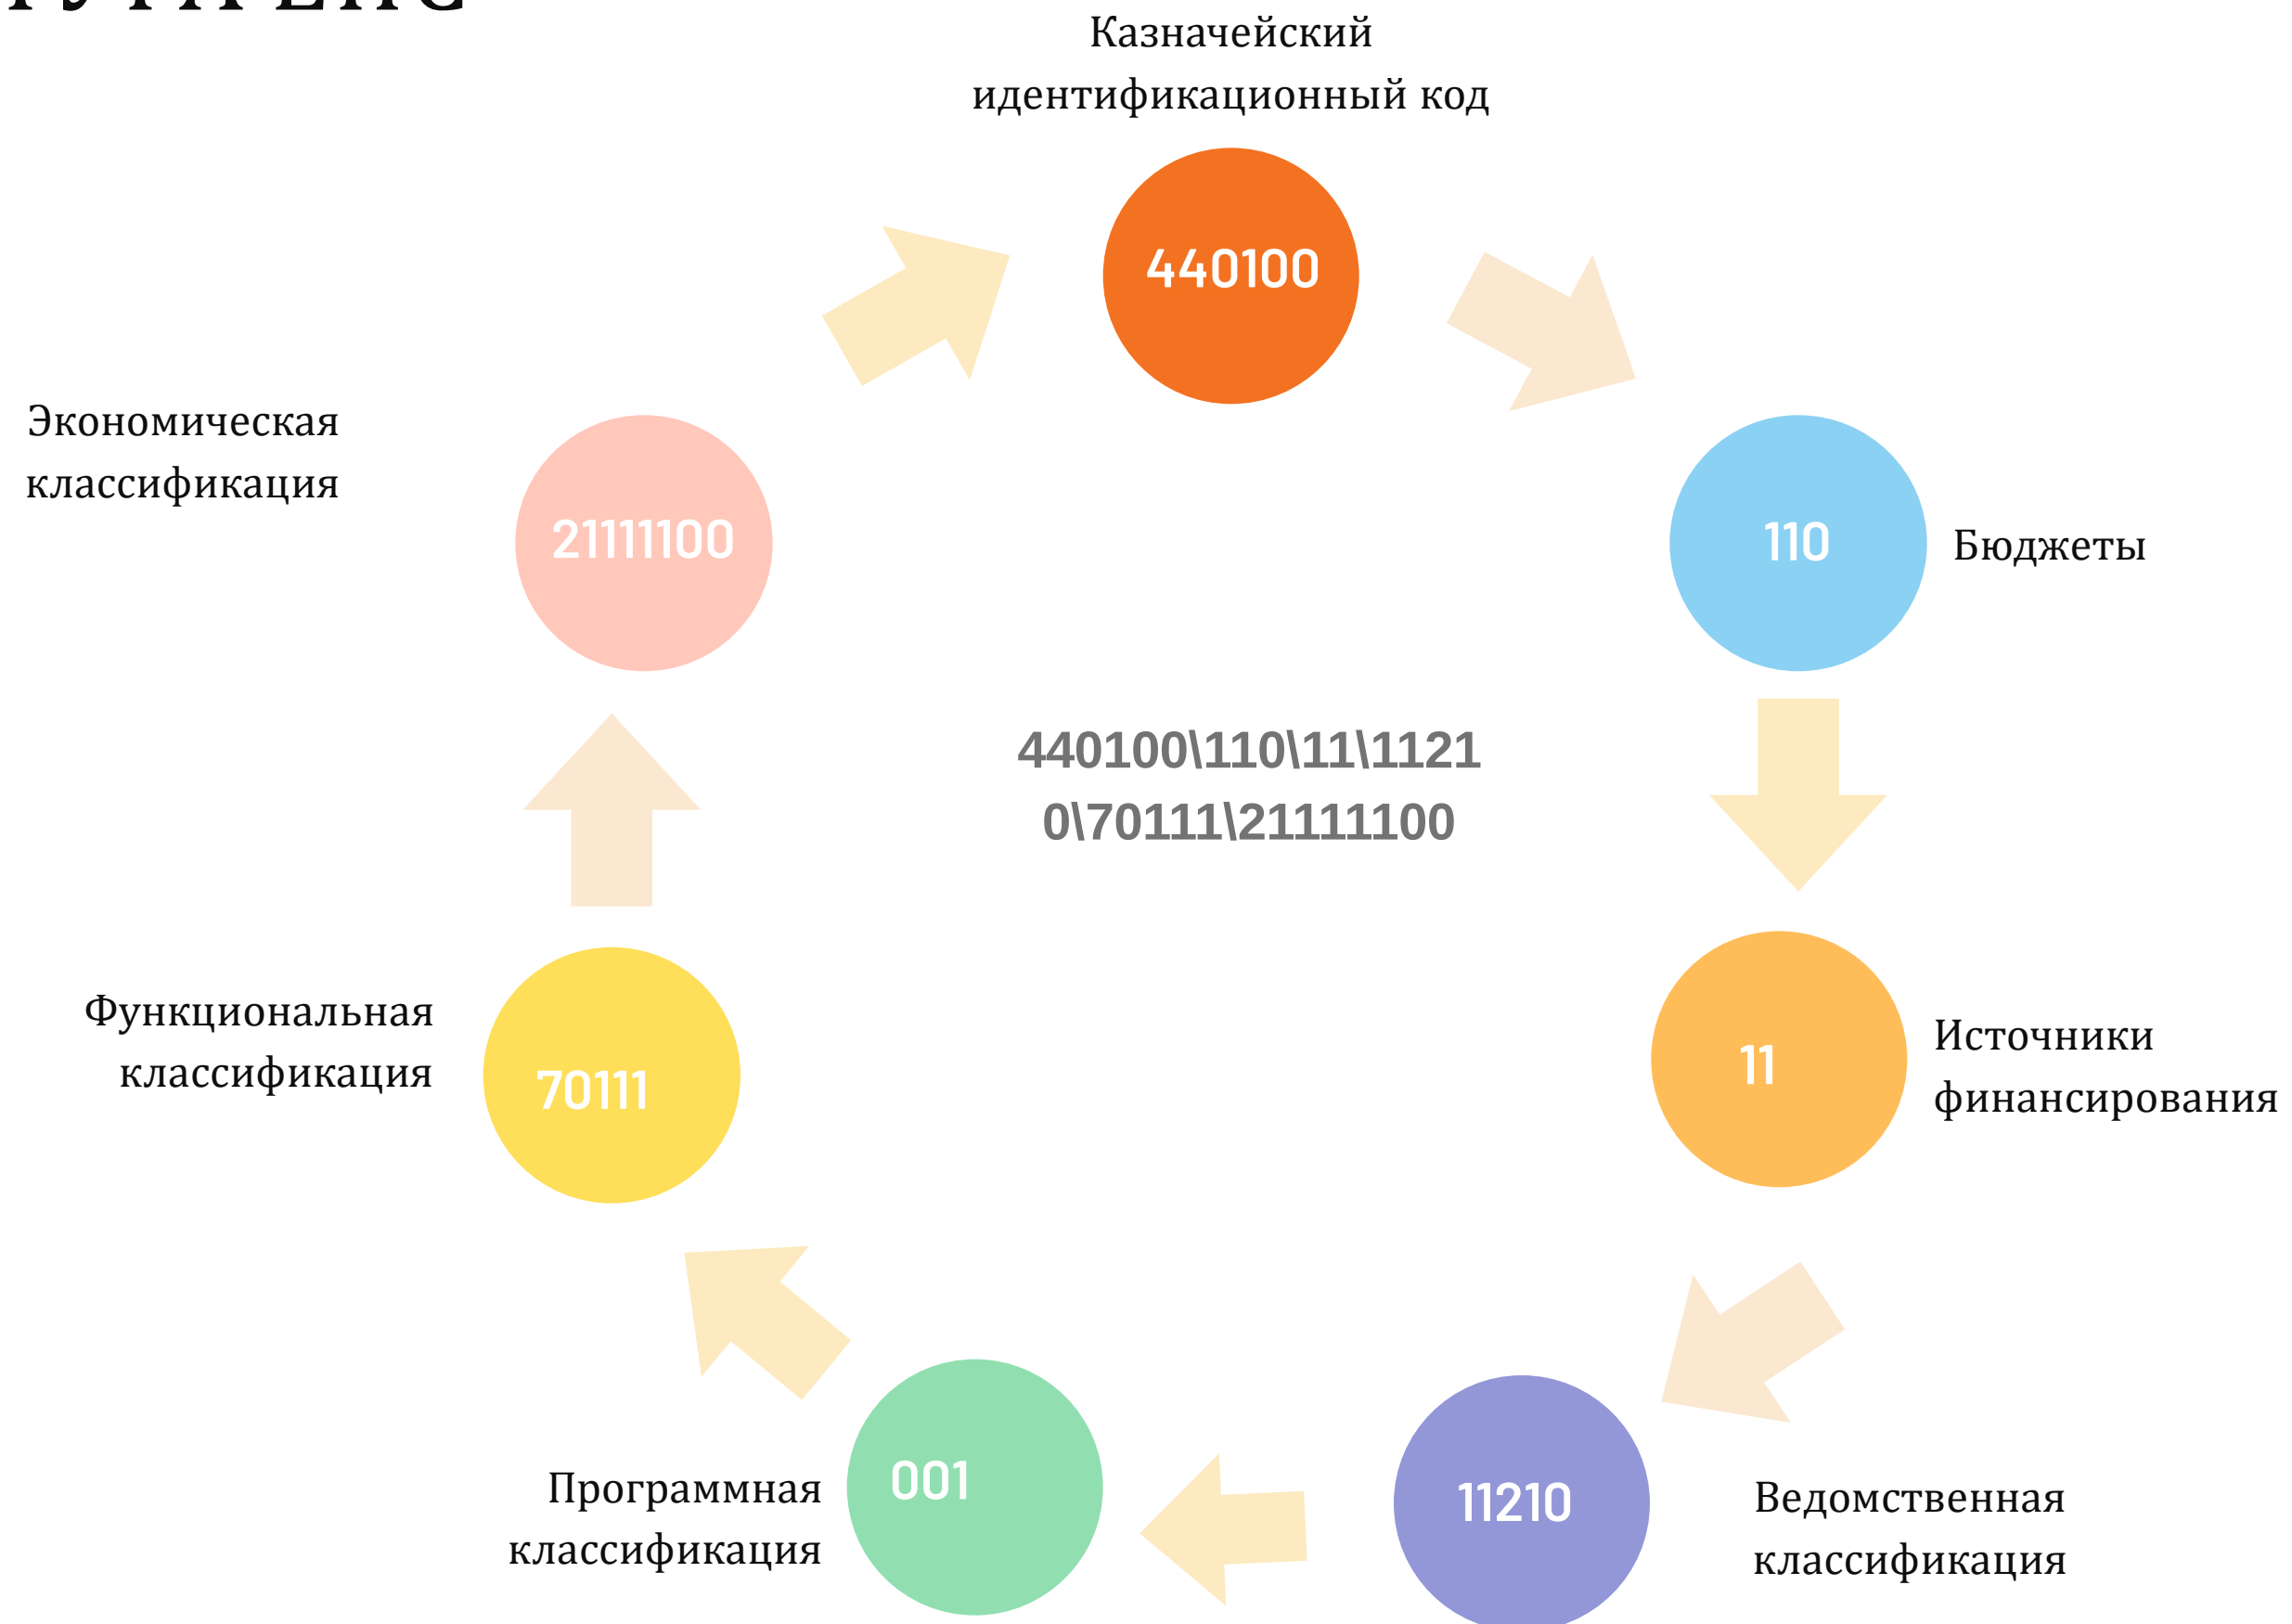 Казначейский
идентификационный код
440100
Экономическая
классификация
21111100
110
Бюджеты
440100\110\11\1121
0\70111\21111100
Функциональная
классификация
70111
11
Источники
финансирования
Программная
классификация
001
11210
Ведомственная
классификация